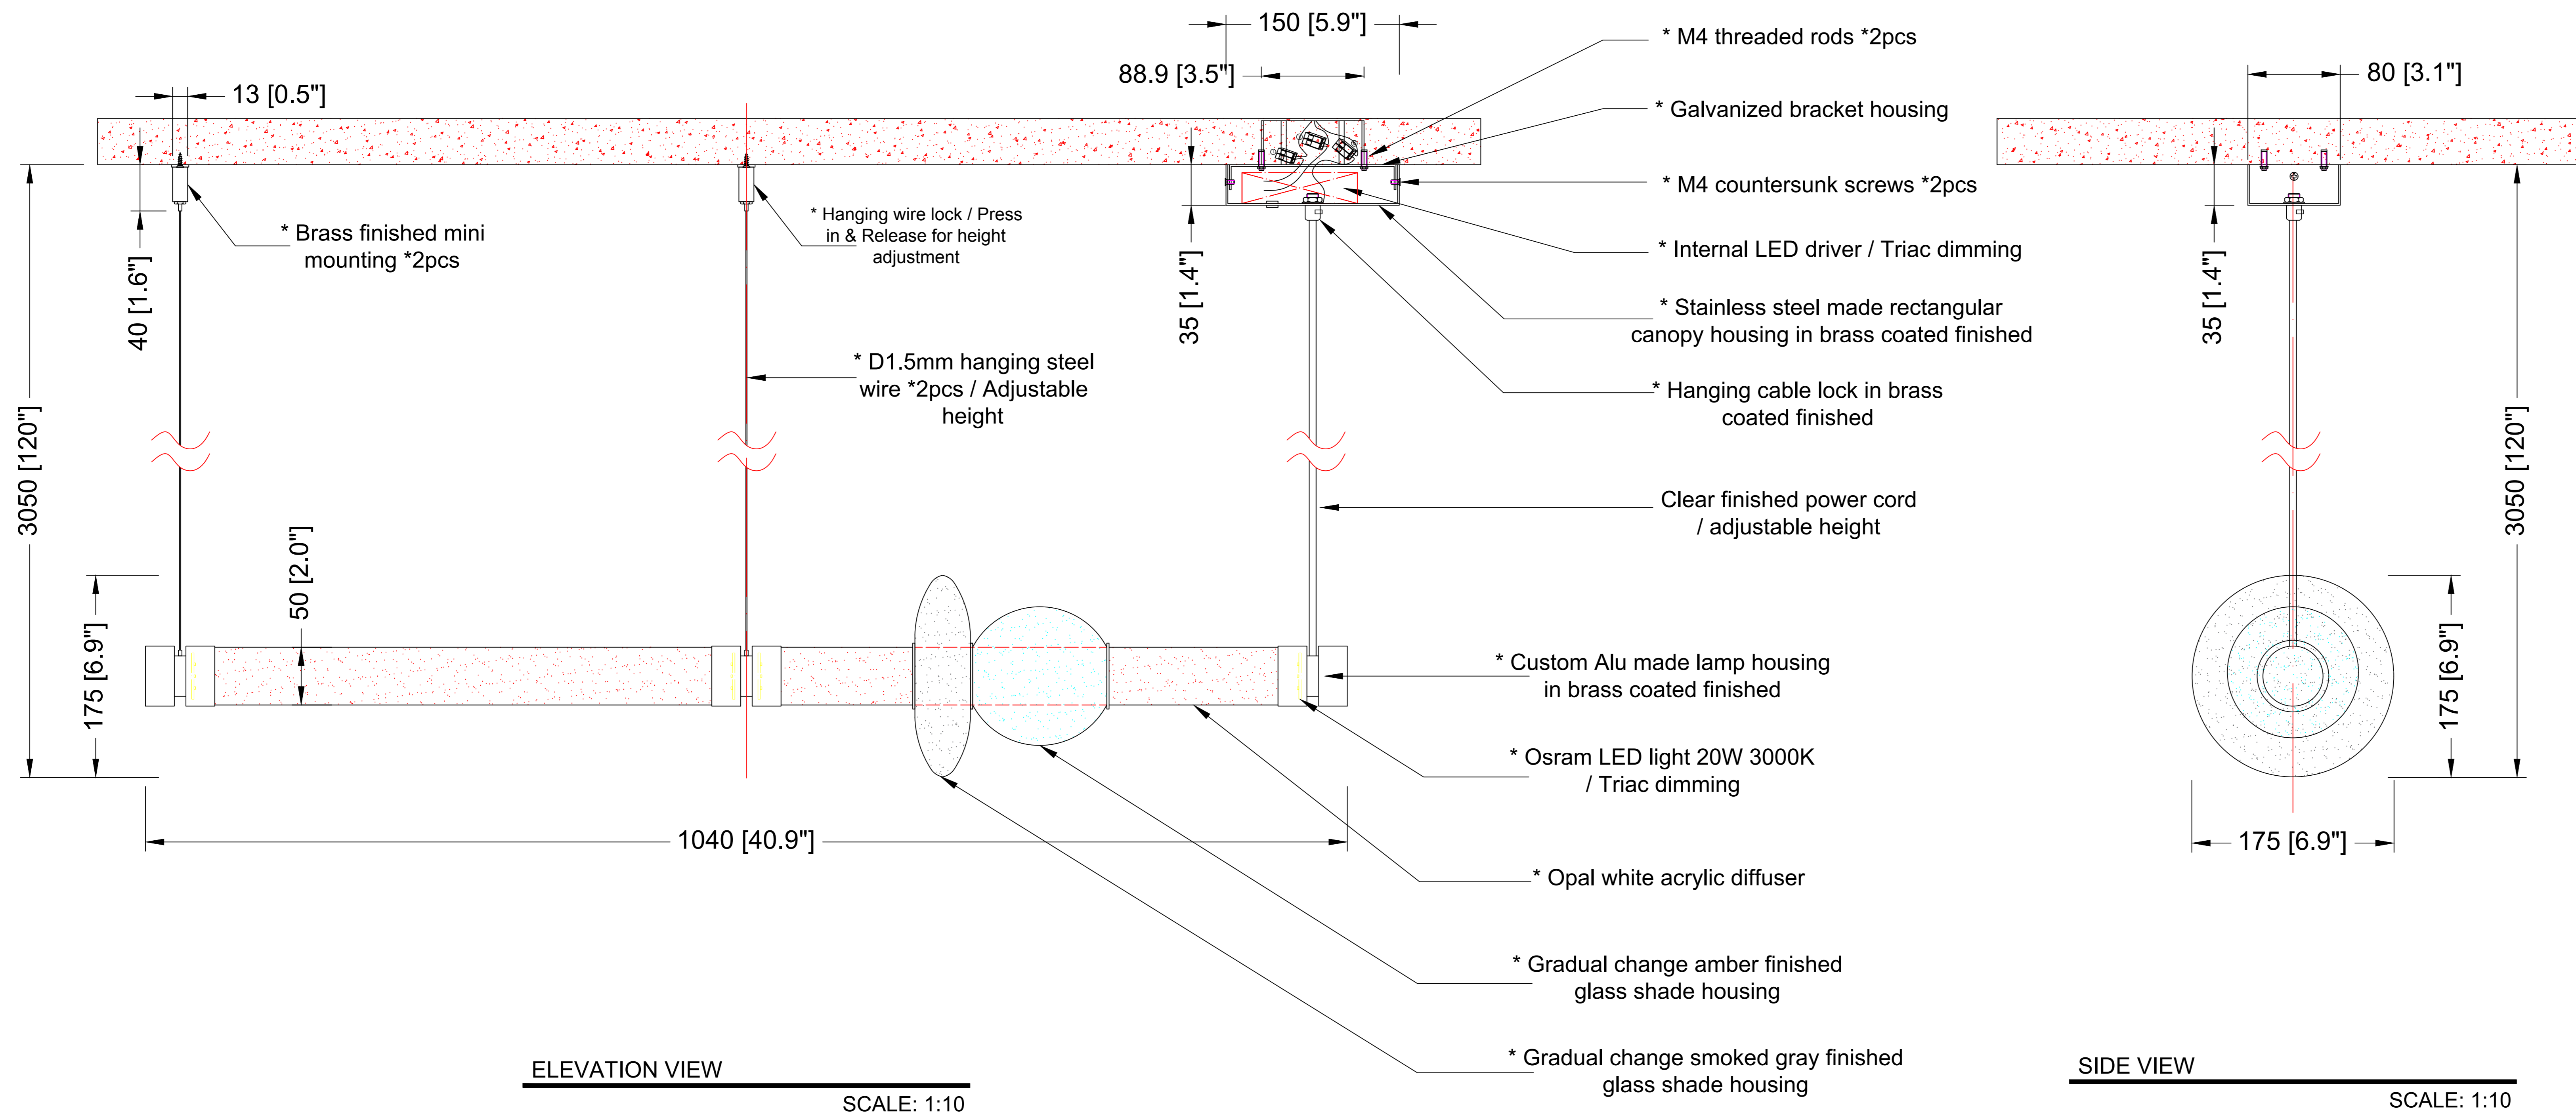 150 [5.9"]
* M4 threaded rods *2pcs
88.9 [3.5"]
80 [3.1"]
13 [0.5"]
* Galvanized bracket housing
* M4 countersunk screws *2pcs
* Hanging wire lock / Press
in & Release for height
adjustment
* Brass finished mini
mounting *2pcs
* Internal LED driver / Triac dimming
40 [1.6"]
35 [1.4"]
35 [1.4"]
* Stainless steel made rectangular
canopy housing in brass coated finished
* D1.5mm hanging steel
wire *2pcs / Adjustable
height
* Hanging cable lock in brass
coated finished
3050 [120"]
3050 [120"]
Clear finished power cord
/ adjustable height
50 [2.0"]
175 [6.9"]
175 [6.9"]
* Custom Alu made lamp housing
in brass coated finished
* Osram LED light 20W 3000K
/ Triac dimming
1040 [40.9"]
175 [6.9"]
* Opal white acrylic diffuser
* Gradual change amber finished
glass shade housing
* Gradual change smoked gray finished
glass shade housing
ELEVATION VIEW
SCALE: 1:10
SIDE VIEW
SCALE: 1:10